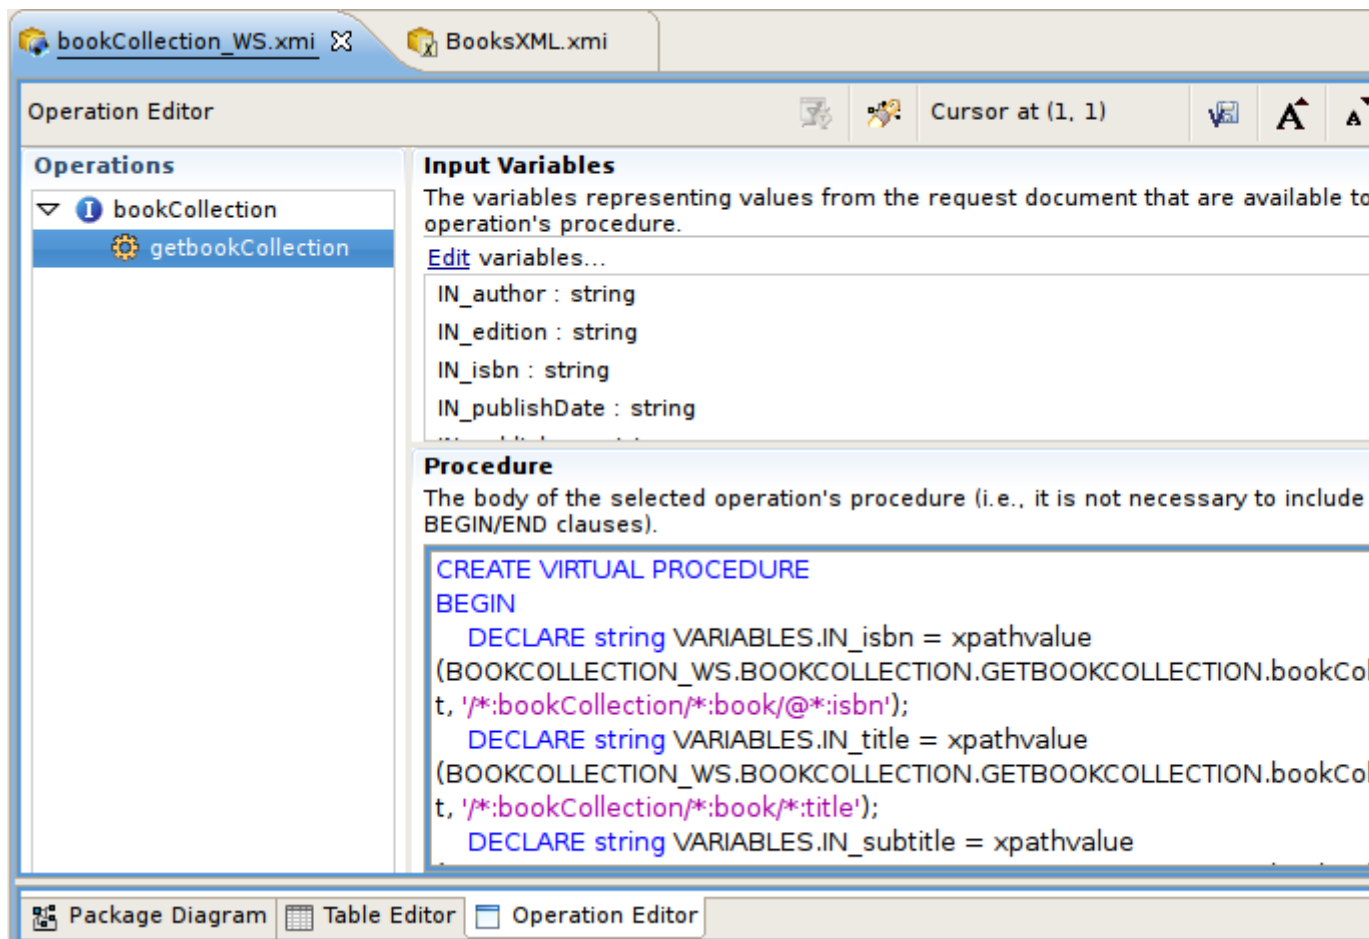 bookCollection_WS.xmi
BooksXML.xmi
Operation Editor
Cursor at (1, 1)
Operations
bookCollection
getbookCollection
Input Variables
The variables representing values from the request document that are available to
operation's procedure.
Edit variables...
IN_author : string
IN_edition : string
IN_isbn : string
IN_publishDate : string
Procedure
The body of the selected operation's procedure (i.e., it is not necessary to include
BEGIN/END clauses).
CREATE VIRTUAL PROCEDURE
BEGIN
DECLARE string VARIABLES.IN_isbn = xpathvalue
(BOOKCOLLECTION_WS.BOOKCOLLECTION.GETBOOKCOLLECTION.bookCol
t, '/*:bookCollection/*:book/@*:isbn');
DECLARE string VARIABLES.IN_title = xpathvalue
(BOOKCOLLECTION_WS.BOOKCOLLECTION.GETBOOKCOLLECTION.bookCol
t, '/*:bookCollection/*:book/*:title');
DECLARE string VARIABLES.IN_subtitle = xpathvalue
Package Diagram
Table Editor
Operation Editor